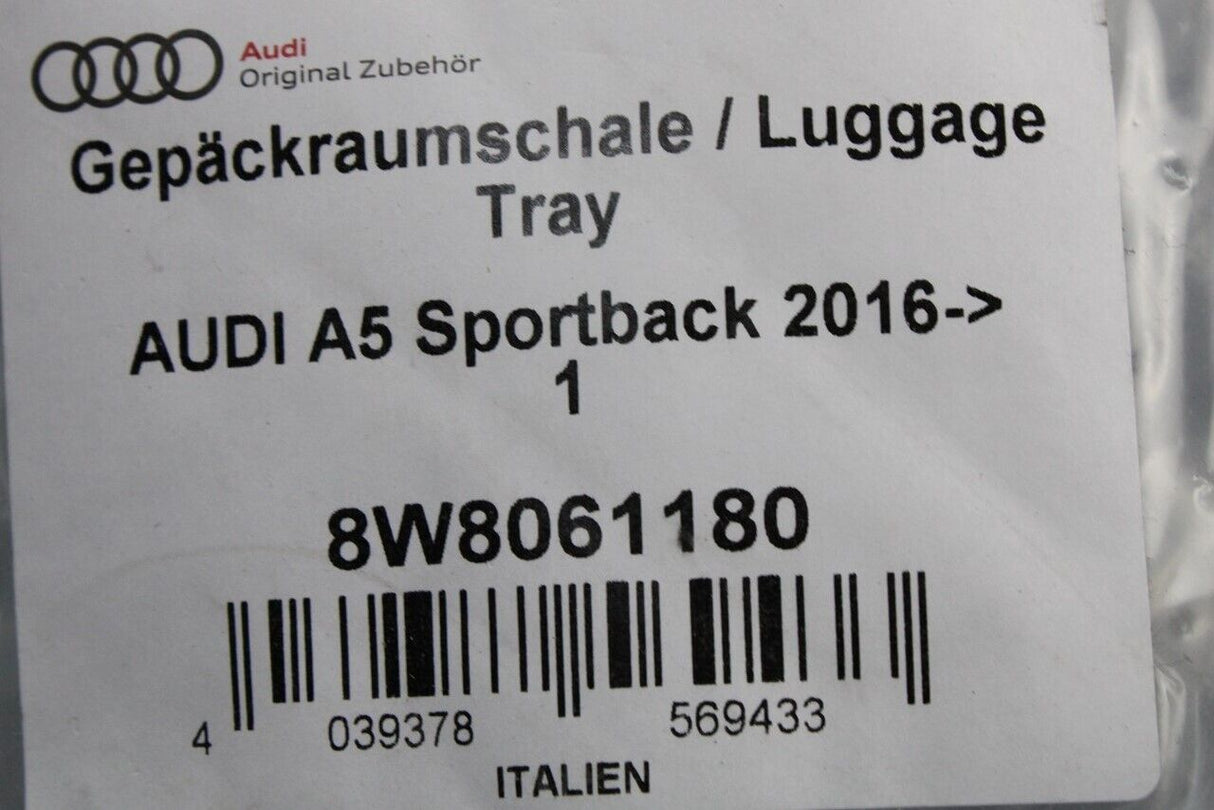 Audi
Original Zubehör
Gepäckraumschale / Luggage
Tray
AUDI A5 Sportback 2016->
1
8W8061180
4 039378 569433
ITALIEN